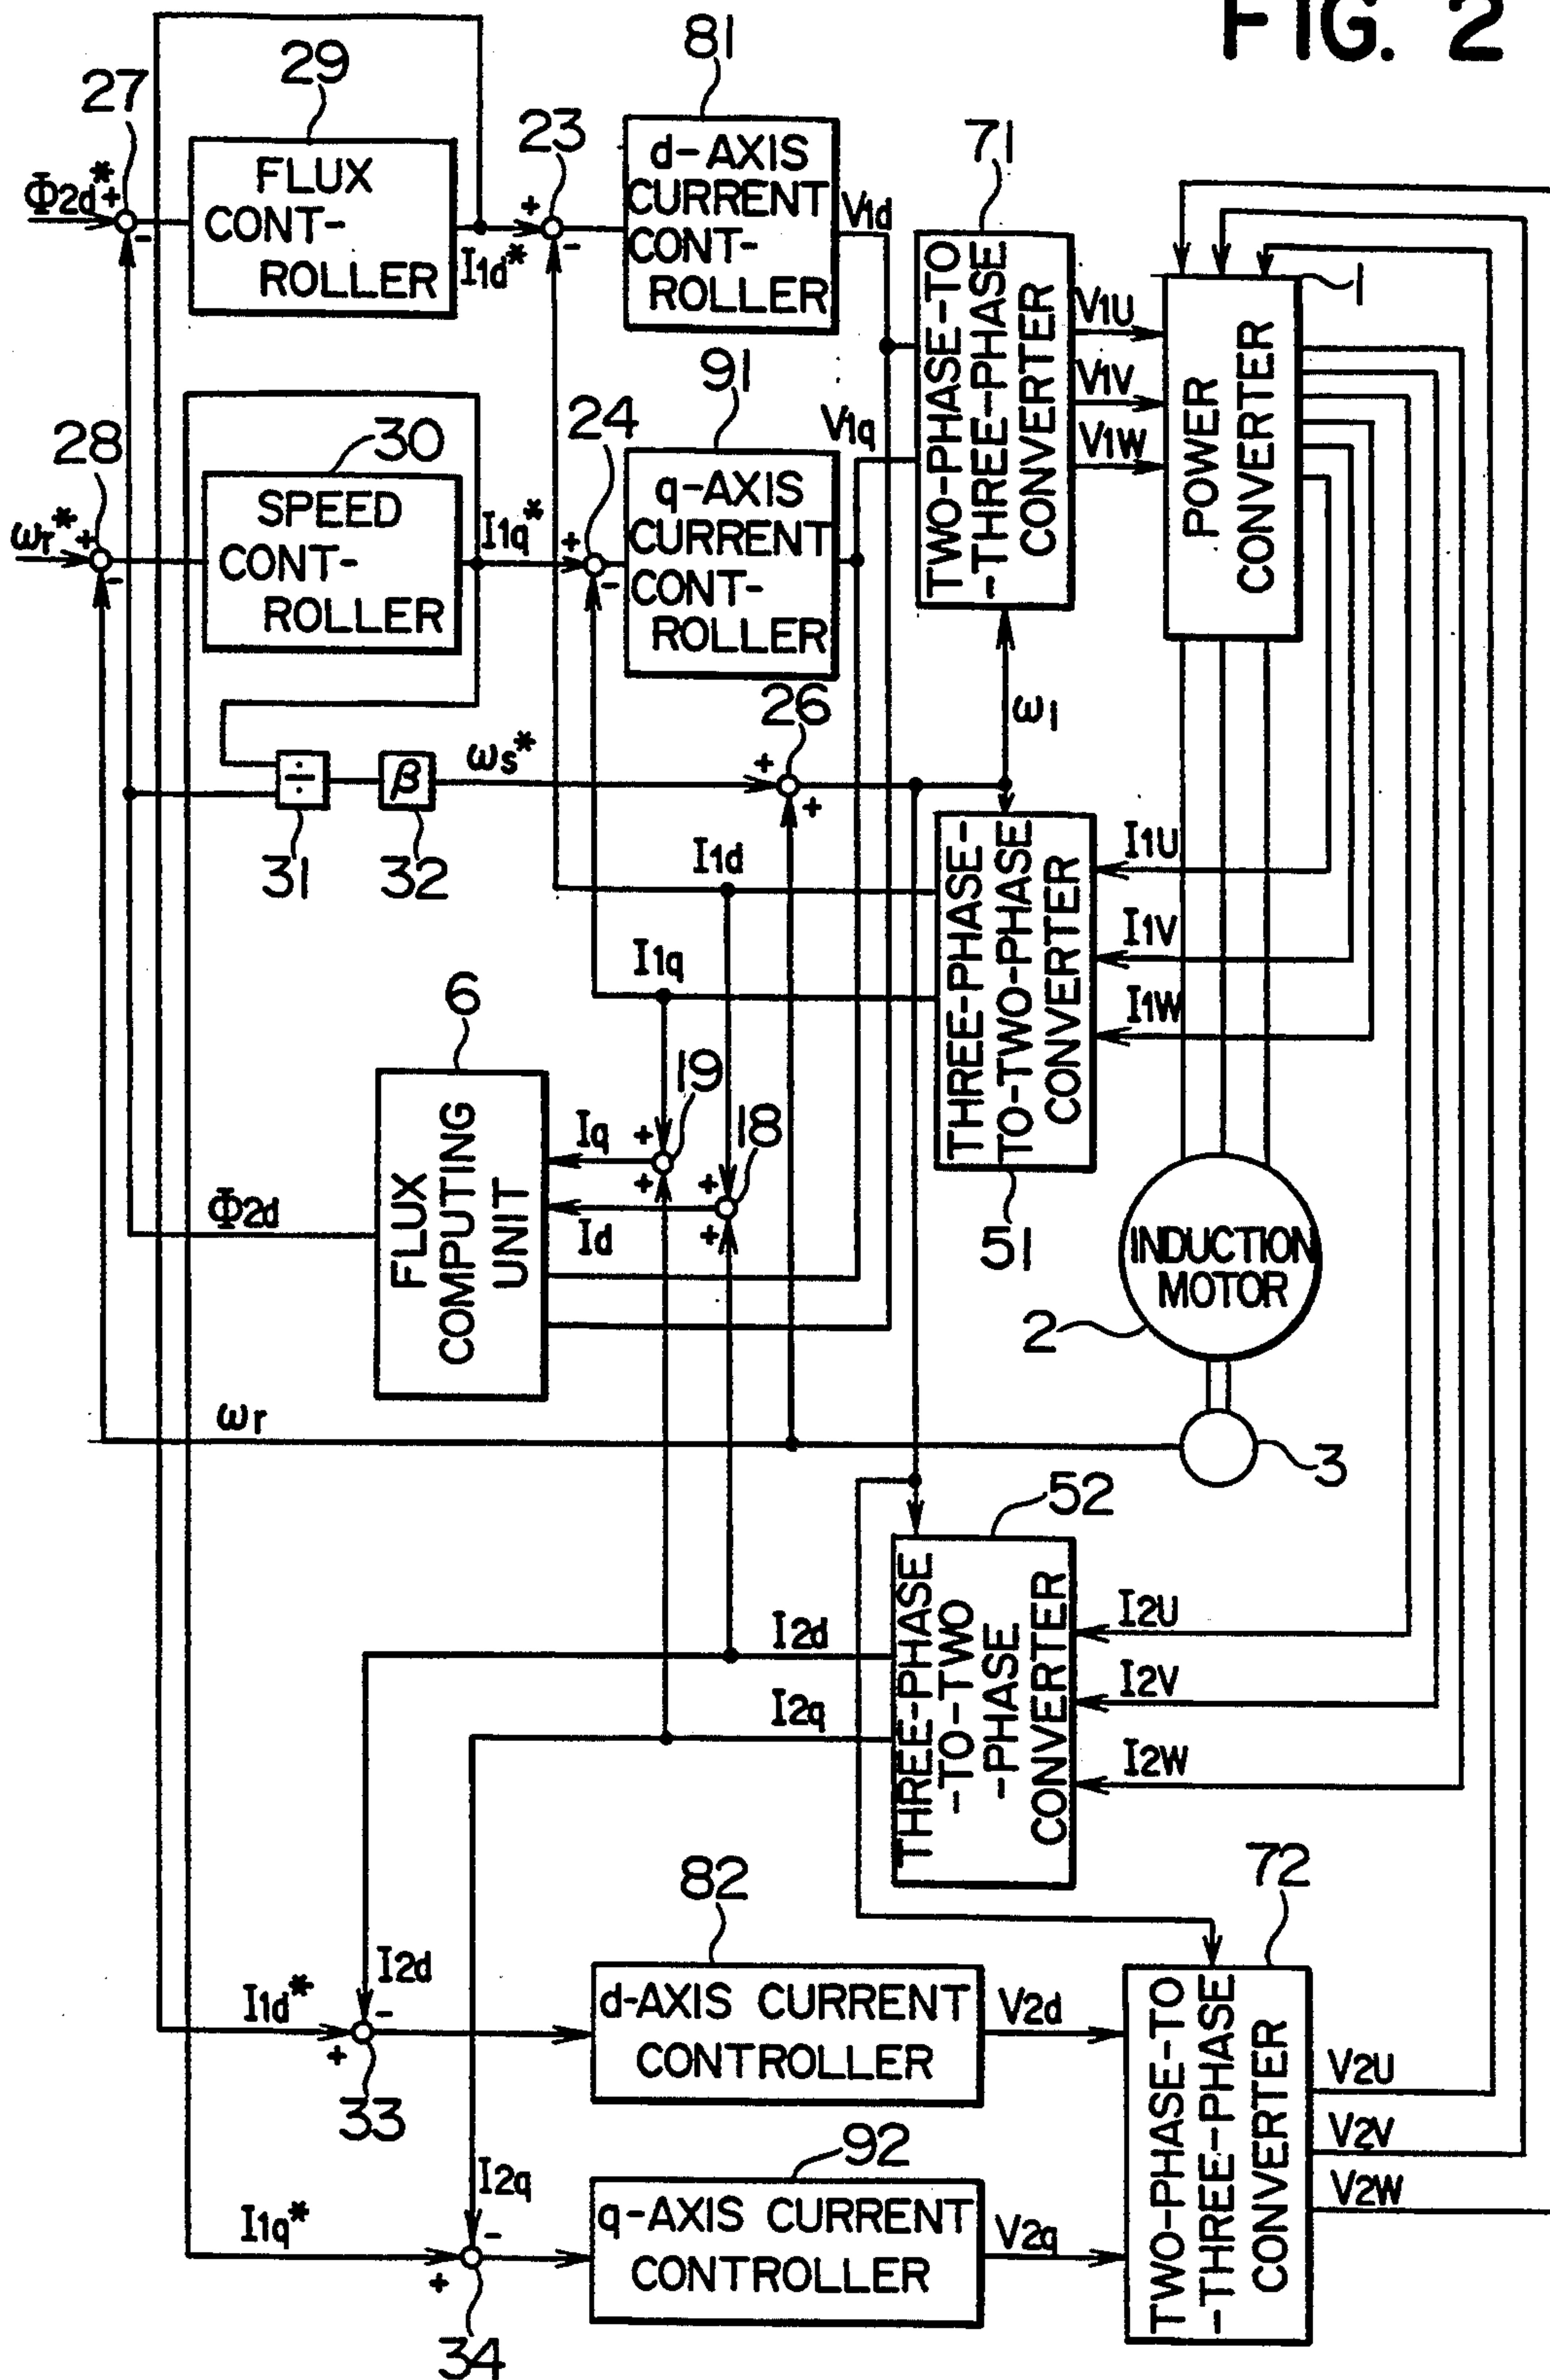 FIG. 2
27
29
81
23
71
Φ2d*
+
-
FLUX
CONT-
ROLLER
I1d*
+
-
d-AXIS
CURRENT
CONT-
ROLLER
V1d
TWO-PHASE-TO
-THREE-PHASE
CONVERTER
V1U
V1V
V1W
1
POWER
CONVERTER
28
30
24
91
V1q
ωr*
+
-
SPEED
CONT-
ROLLER
I1q*
+
-
q-AXIS
CURRENT
CONT-
ROLLER
26
ω1
÷
β
ωs*
+
+
31
32
I1d
I1q
THREE-PHASE-
TO-TWO-PHASE
CONVERTER
I1U
I1V
I1W
51
6
19
18
Iq
+
+
Id
+
+
Φ2d
FLUX
COMPUTING
UNIT
INDUCTION
MOTOR
2
ωr
3
52
I2d
I2q
THREE-PHASE
-TO-TWO
-PHASE
CONVERTER
I2U
I2V
I2W
82
72
I1d*
I2d
-
+
33
d-AXIS CURRENT
CONTROLLER
V2d
TWO-PHASE-TO
-THREE-PHASE
CONVERTER
V2U
V2V
V2W
92
I1q*
I2q
-
+
34
q-AXIS CURRENT
CONTROLLER
V2q